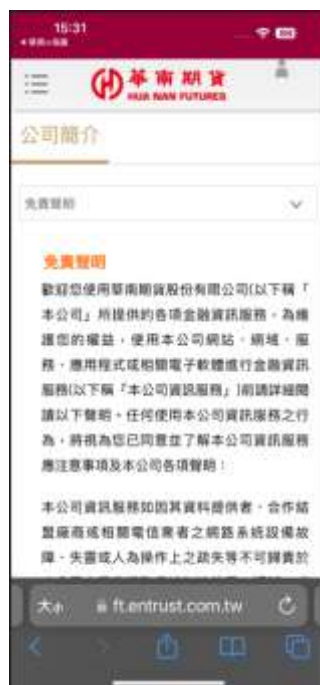 15:31
華南期貨
HUA NAN FUTURES
公司簡介
免責聲明
免責聲明
歡迎您使用華南期貨股份有限公司(以下稱「
本公司」所提供的各項金融資訊服務。為維
護您的權益,使用本公司網站、網域、服
務、應用程式或相關電子軟體進行金融資訊
服務(以下稱「本公司資訊服務」)前請詳細閱
讀以下聲明。任何使用本公司資訊服務之行
為,將視為您已同意並了解本公司資訊服務
應注意事項及本公司各項聲明:
本公司資訊服務如因其資料提供者、合作結
盟廠商或相關電信業者之網路系統設備故
障、失靈或人為操作上之疏失等不可歸責於
大小 ft.entrust.com.tw